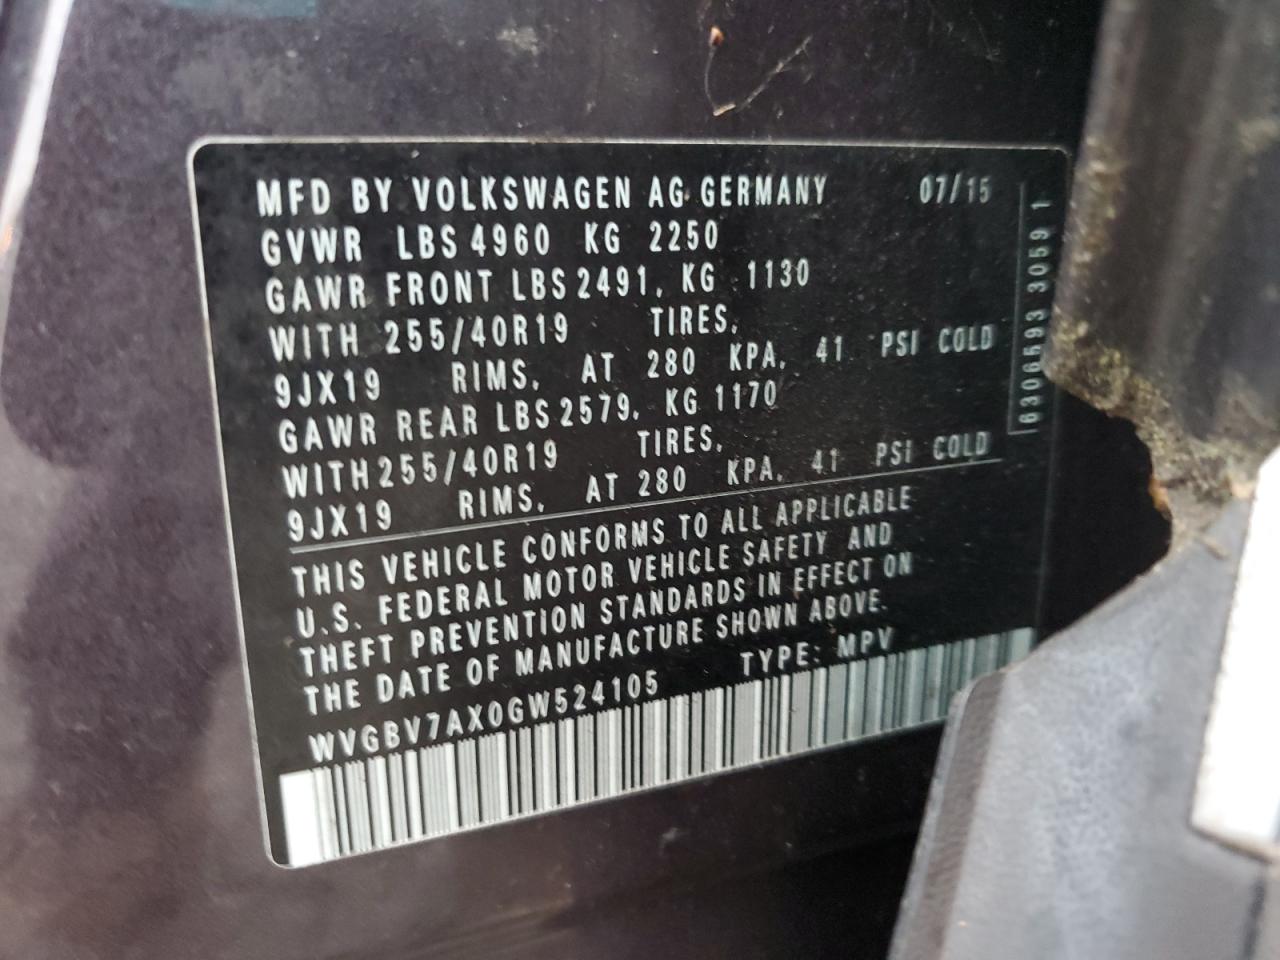 MFD BY VOLKSWAGEN AG GERMANY 07/15
GVWR LBS 4960 KG 2250
GAWR FRONT LBS 2491, KG 1130
WITH 255/40R19 TIRES,
9JX19 RIMS, AT 280 KPA, 41 PSI COLD
GAWR REAR LBS 2579, KG 1170
WITH 255/40R19 TIRES,
9JX19 RIMS, AT 280 KPA, 41 PSI COLD
THIS VEHICLE CONFORMS TO ALL APPLICABLE
U.S. FEDERAL MOTOR VEHICLE SAFETY AND
THEFT PREVENTION STANDARDS IN EFFECT ON
THE DATE OF MANUFACTURE SHOWN ABOVE.
WVGBV7AX0GW524105 TYPE: MPV
6306593 3059 1